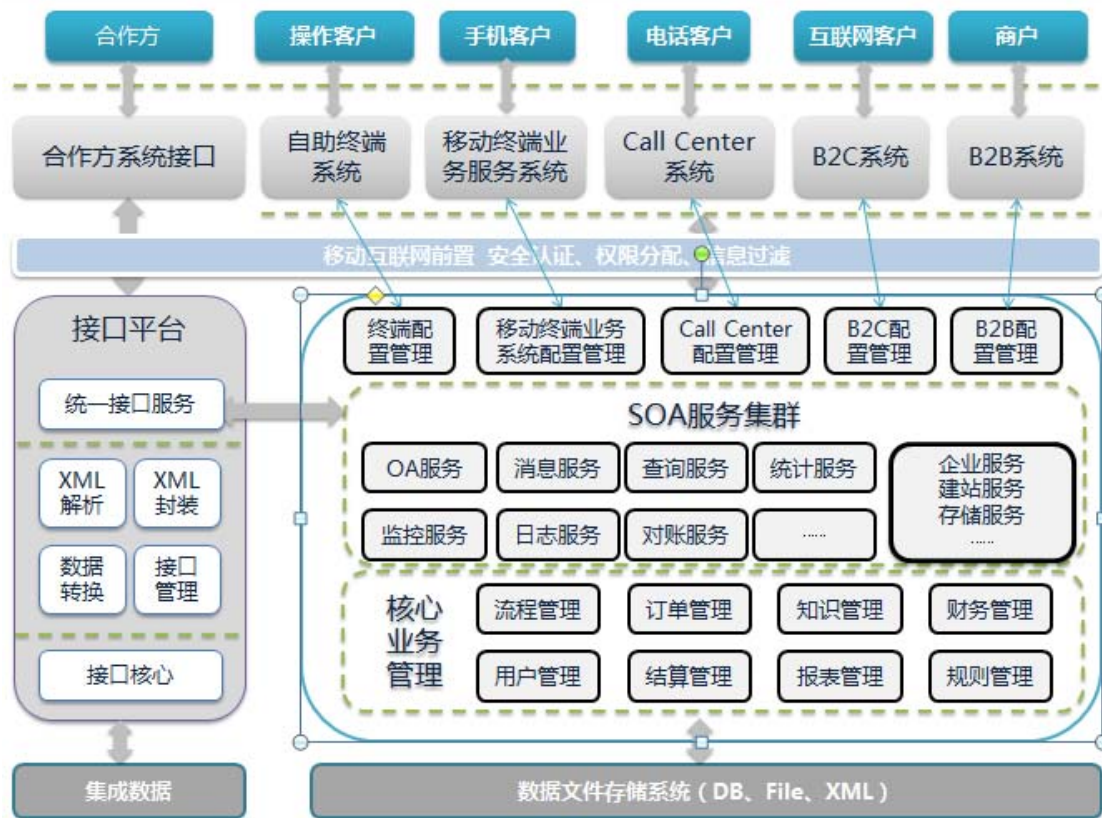 合作方
操作客户
手机客户
电话客户
互联网客户
商户
合作方系统接口
自助终端
系统
移动终端业
务服务系统
Call Center
系统
B2C系统
B2B系统
移动互联网前置 安全认证、权限分配、信息过滤
接口平台
统一接口服务
XML
解析
XML
封装
数据
转换
接口
管理
接口核心
集成数据
终端配
置管理
移动终端业务
系统配置管理
Call Center
配置管理
B2C配
置管理
B2B配
置管理
SOA服务集群
OA服务
消息服务
查询服务
统计服务
监控服务
日志服务
对账服务
......
企业服务
建站服务
存储服务
......
核心
业务
管理
流程管理
订单管理
知识管理
财务管理
用户管理
结算管理
报表管理
规则管理
数据文件存储系统（DB、File、XML）